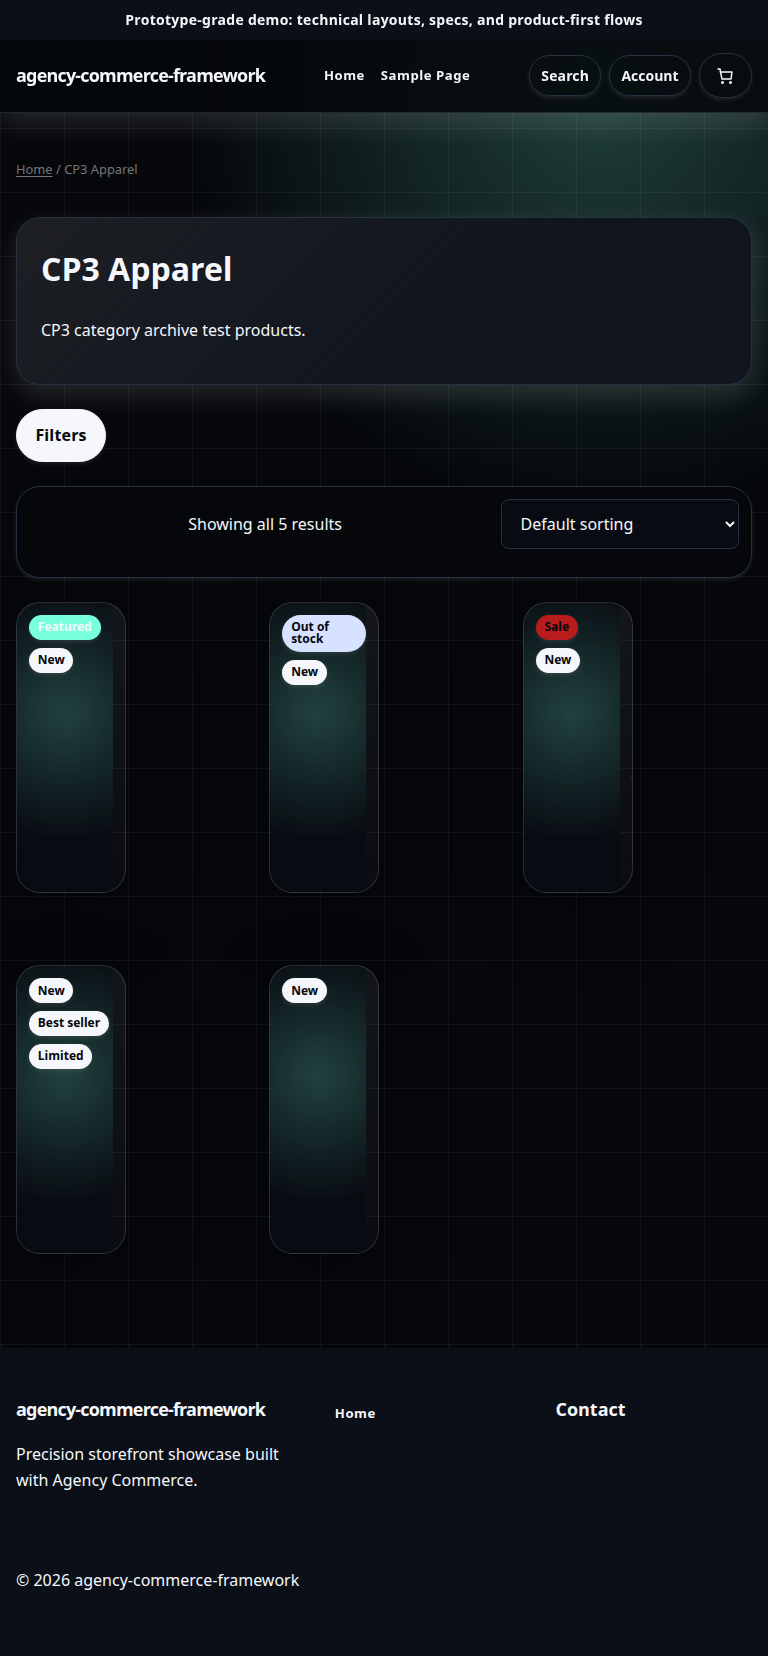 Prototype-grade demo: technical layouts, specs, and product-first flows
agency-commerce-framework
Home
Sample Page
Search
Account
Home / CP3 Apparel
CP3 Apparel
CP3 category archive test products.
Filters
Showing all 5 results
Default sorting
Featured
New
Out of
stock
New
Sale
New
New
Best seller
Limited
New
agency-commerce-framework
Home
Contact
Precision storefront showcase built
with Agency Commerce.
© 2026 agency-commerce-framework